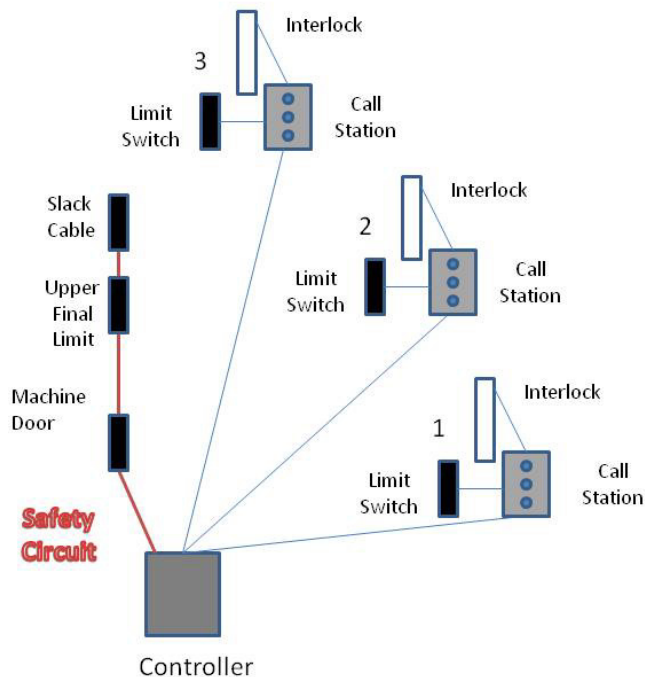 Interlock
3
Limit
Switch
Call
Station
Slack
Cable
Upper
Final
Limit
Machine
Door
Interlock
2
Limit
Switch
Call
Station
Interlock
1
Limit
Switch
Call
Station
Safety
Circuit
Controller